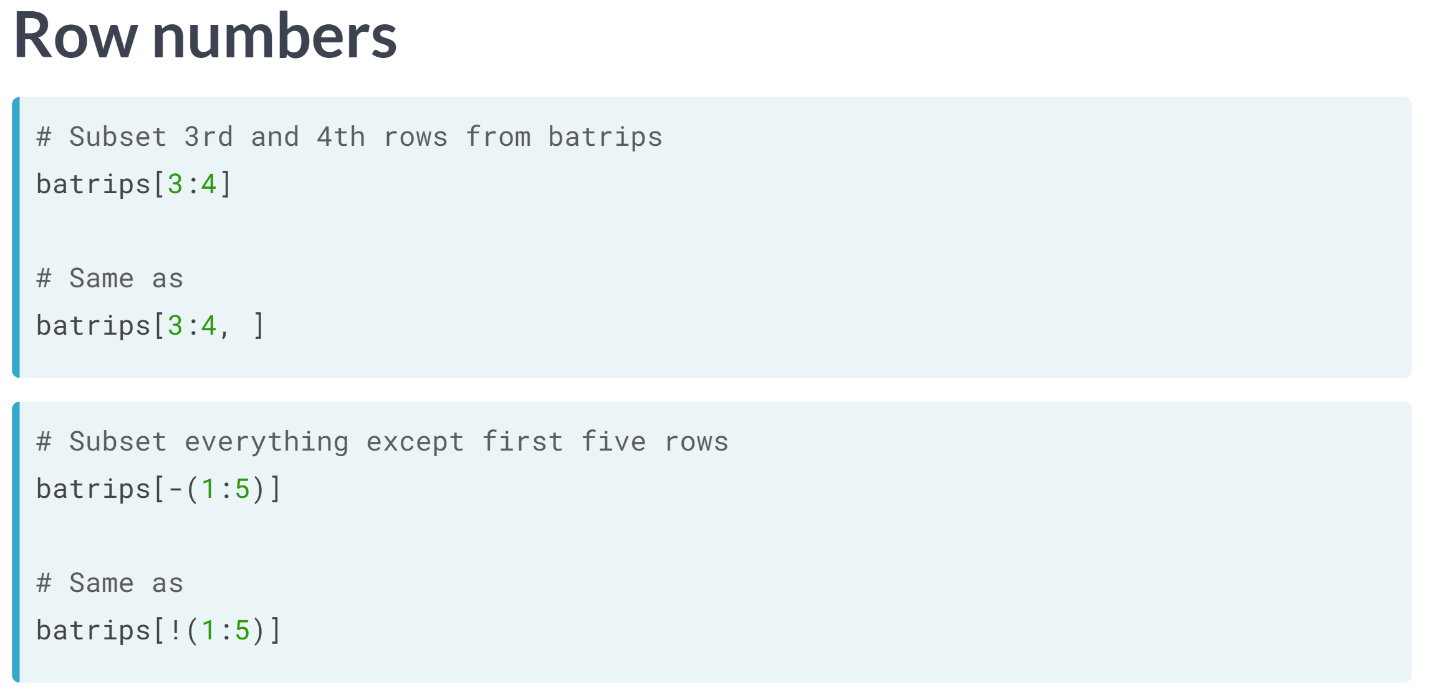 Row numbers
# Subset 3rd and 4th rows from batrips
batrips[3:4]
# Same as
batrips[3:4, ]
# Subset everything except first five rows
batrips[-(1:5)]
# Same as
batrips[!(1:5)]